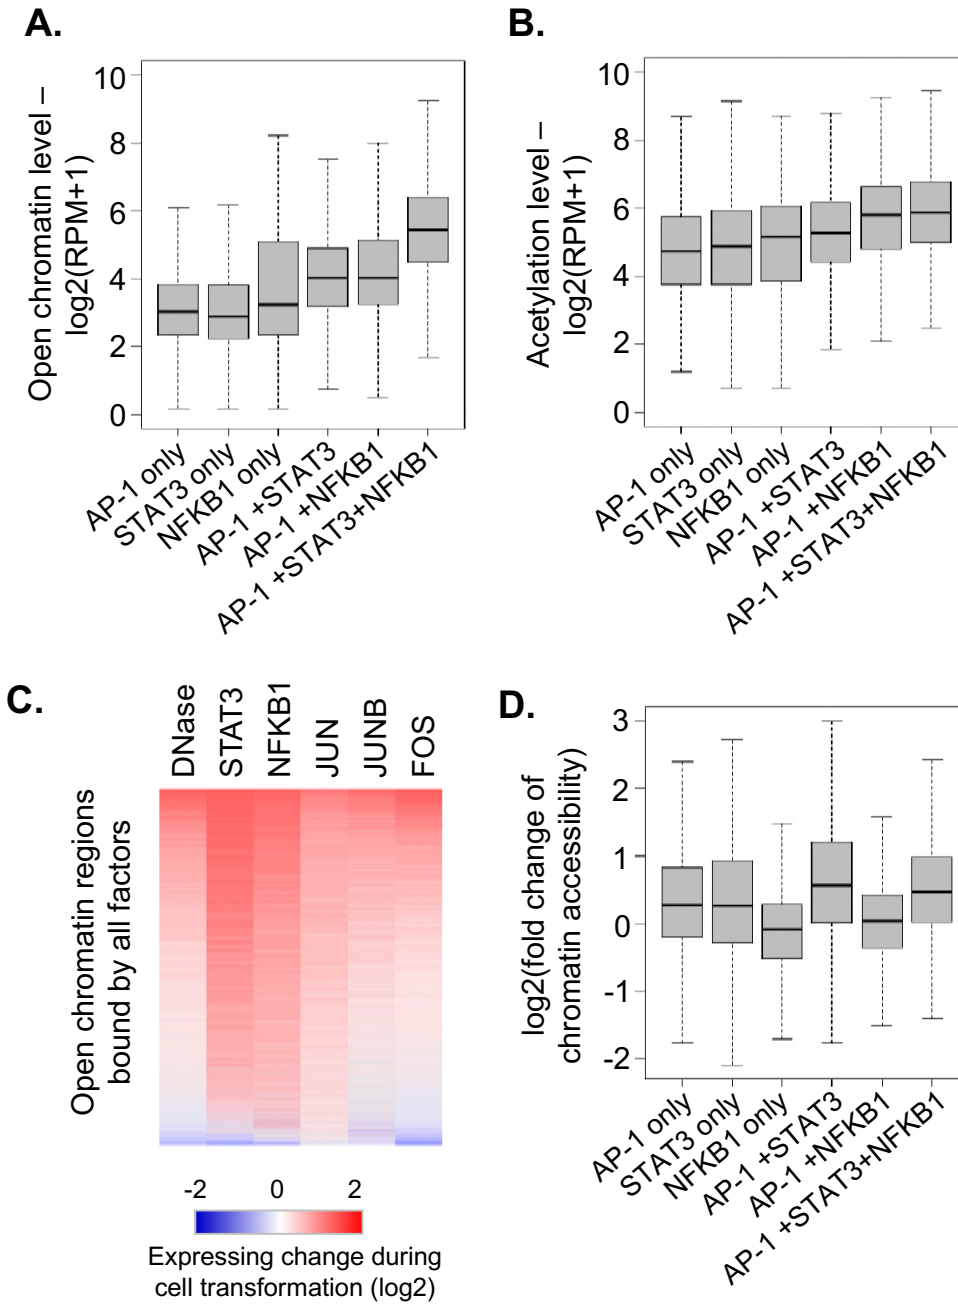 A.
Open chromatin level –
log2(RPM+1)
10
8
6
4
2
0
AP-1 only
STAT3 only
NFKB1 only
AP-1 +STAT3
AP-1 +NFKB1
AP-1 +STAT3+NFKB1
B.
Acetylation level –
log2(RPM+1)
10
8
6
4
2
0
AP-1 only
STAT3 only
NFKB1 only
AP-1 +STAT3
AP-1 +NFKB1
AP-1 +STAT3+NFKB1
C.
DNase
STAT3
NFKB1
JUN
JUNB
FOS
Open chromatin regions
bound by all factors
-2 0 2
Expressing change during
cell transformation (log2)
D.
log2(fold change of
chromatin accessibility)
3
2
1
0
-1
-2
AP-1 only
STAT3 only
NFKB1 only
AP-1 +STAT3
AP-1 +NFKB1
AP-1 +STAT3+NFKB1